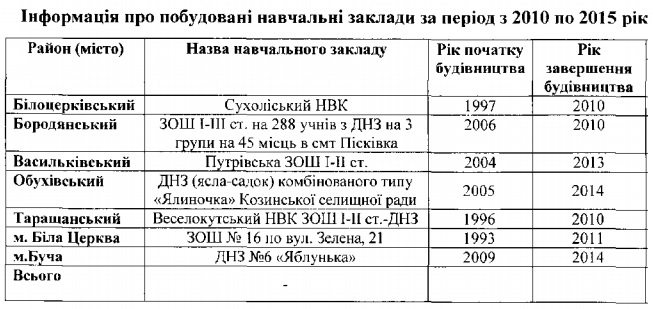 Інформація про побудовані навчальні заклади за період з 2010 по 2015 рік
Район (місто) Назва навчального закладу Рік початку будівництва Рік завершення будівництва
Білоцерківський Сухоліський НВК 1997 2010
Бородянський ЗОШ І-ІІІ ст. на 288 учнів з ДНЗ на 3 2006 2010
групи на 45 місць в смт Пісківка
Васильківський Путрівська ЗОШ І-ІІ ст. 2004 2013
Обухівський ДНЗ (ясла-садок) комбінованого типу 2005 2014
«Ялиночка» Козинської селищної ради
Таращанський Веселокутський НВК ЗОШ І-ІІ ст.-ДНЗ 1996 2010
м. Біла Церква ЗОШ № 16 по вул. Зелена, 21 1993 2011
м.Буча ДНЗ №6 «Яблунька» 2009 2014
Всього -